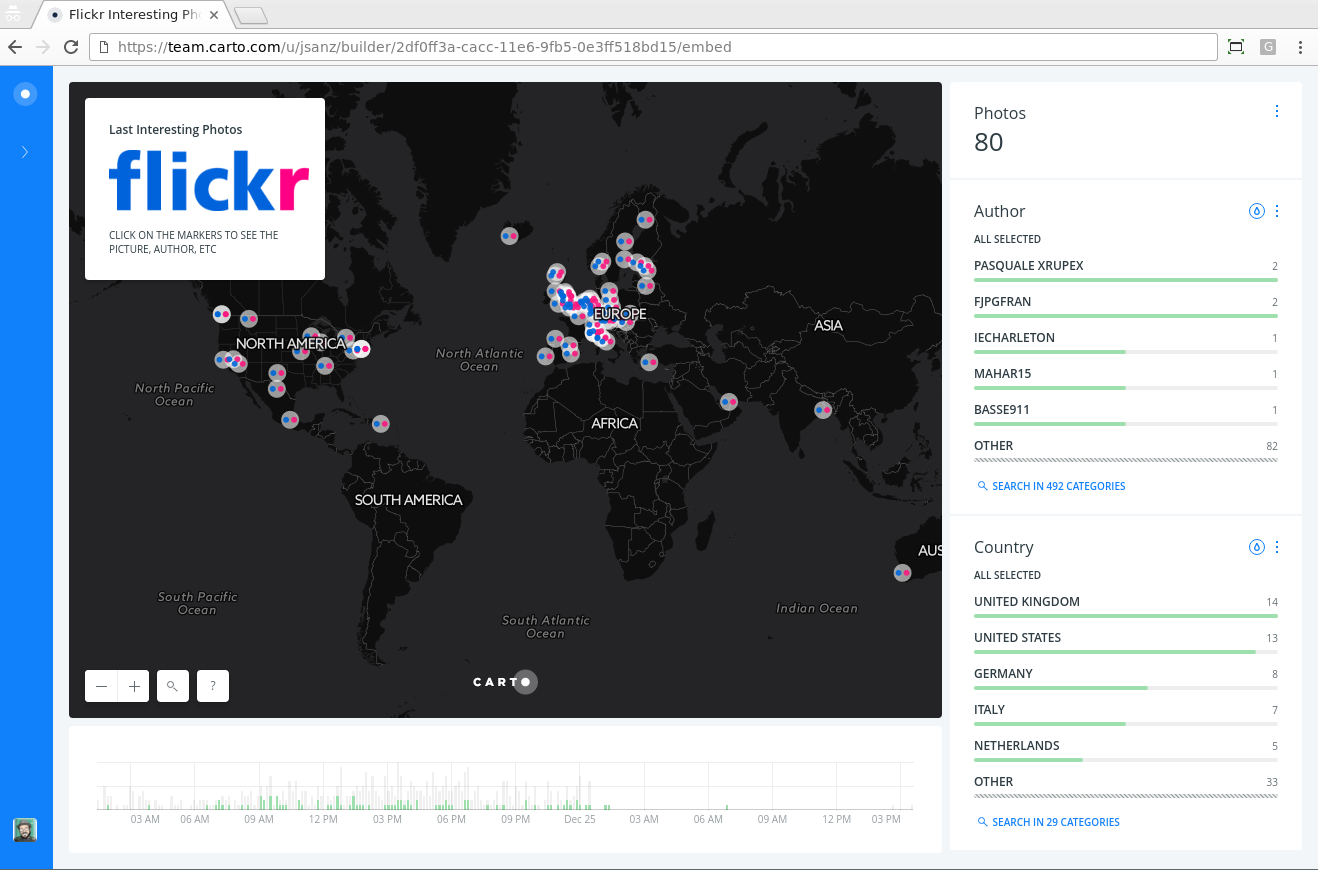 Flickr Interesting Ph
https://team.carto.com/u/jsanz/builder/2df0ff3a-cacc-11e6-9fb5-0e3ff518bd15/embed
G
Last Interesting Photos
flickr
CLICK ON THE MARKERS TO SEE THE
PICTURE, AUTHOR, ETC
EUROPE
ASIA
NORTH AMERICA
North Atlantic
Ocean
North Pacific
Ocean
AFRICA
SOUTH AMERICA
AUS
South Pacific
Ocean
South Atlantic
Ocean
Indian Ocean
?
CARTO
03 AM
06 AM
09 AM
12 PM
03 PM
06 PM
09 PM
Dec 25
03 AM
06 AM
09 AM
12 PM
03 PM
Photos
80
Author
ALL SELECTED
PASQUALE XRUPEX 2
FJPGFRAN 2
IECHARLETON 1
MAHAR15 1
BASSE911 1
OTHER 82
SEARCH IN 492 CATEGORIES
Country
ALL SELECTED
UNITED KINGDOM 14
UNITED STATES 13
GERMANY 8
ITALY 7
NETHERLANDS 5
OTHER 33
SEARCH IN 29 CATEGORIES